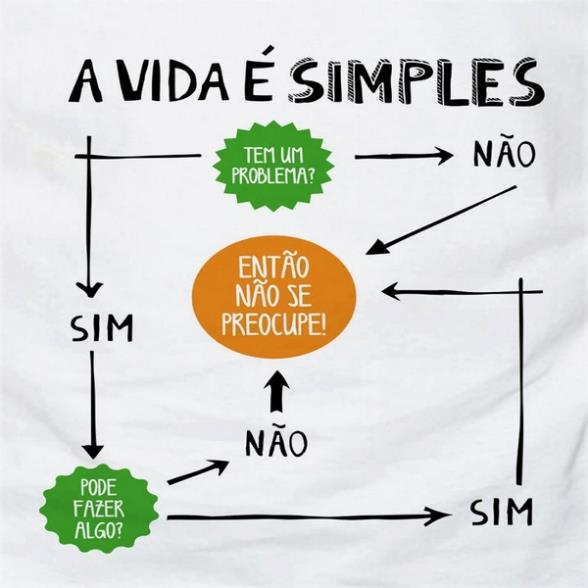 A VIDA É SIMPLES
TEM UM
PROBLEMA?
NÃO
ENTÃO
NÃO SE
PREOCUPE!
SIM
NÃO
PODE
FAZER
ALGO?
SIM